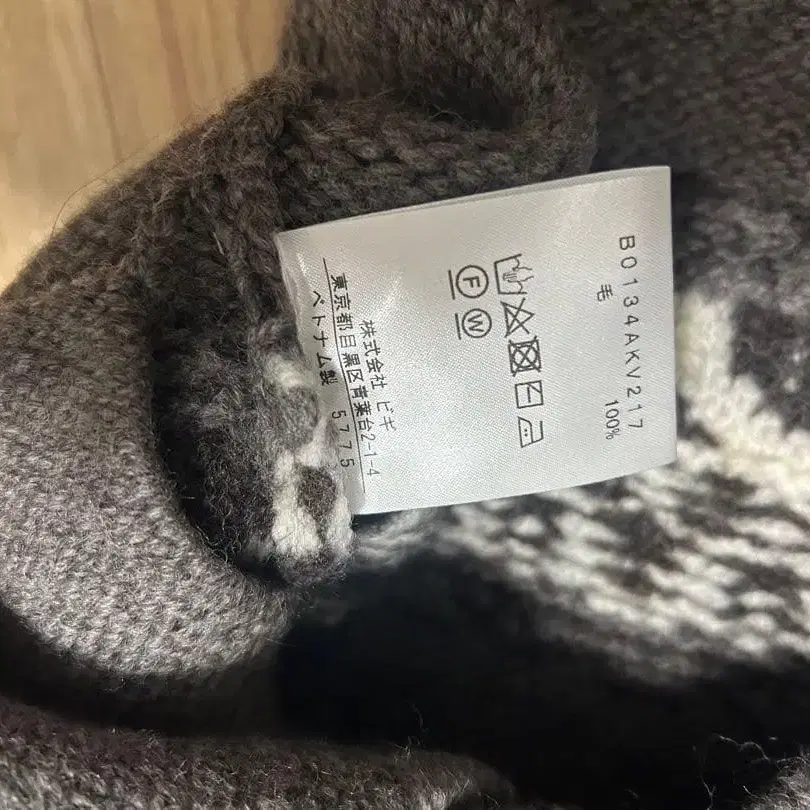 B0134AKV217
毛 100%
F W
株式会社 ビギ
東京都目黒区青葉台2-1-4
ベトナム製 5775